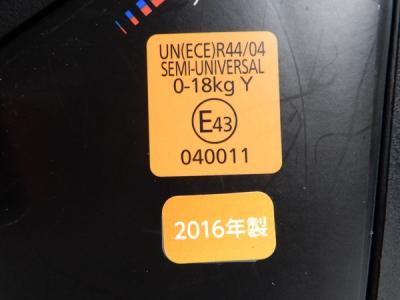 UN(ECE)R44/04
SEMI-UNIVERSAL
0-18kg Y
E43
040011
2016年製